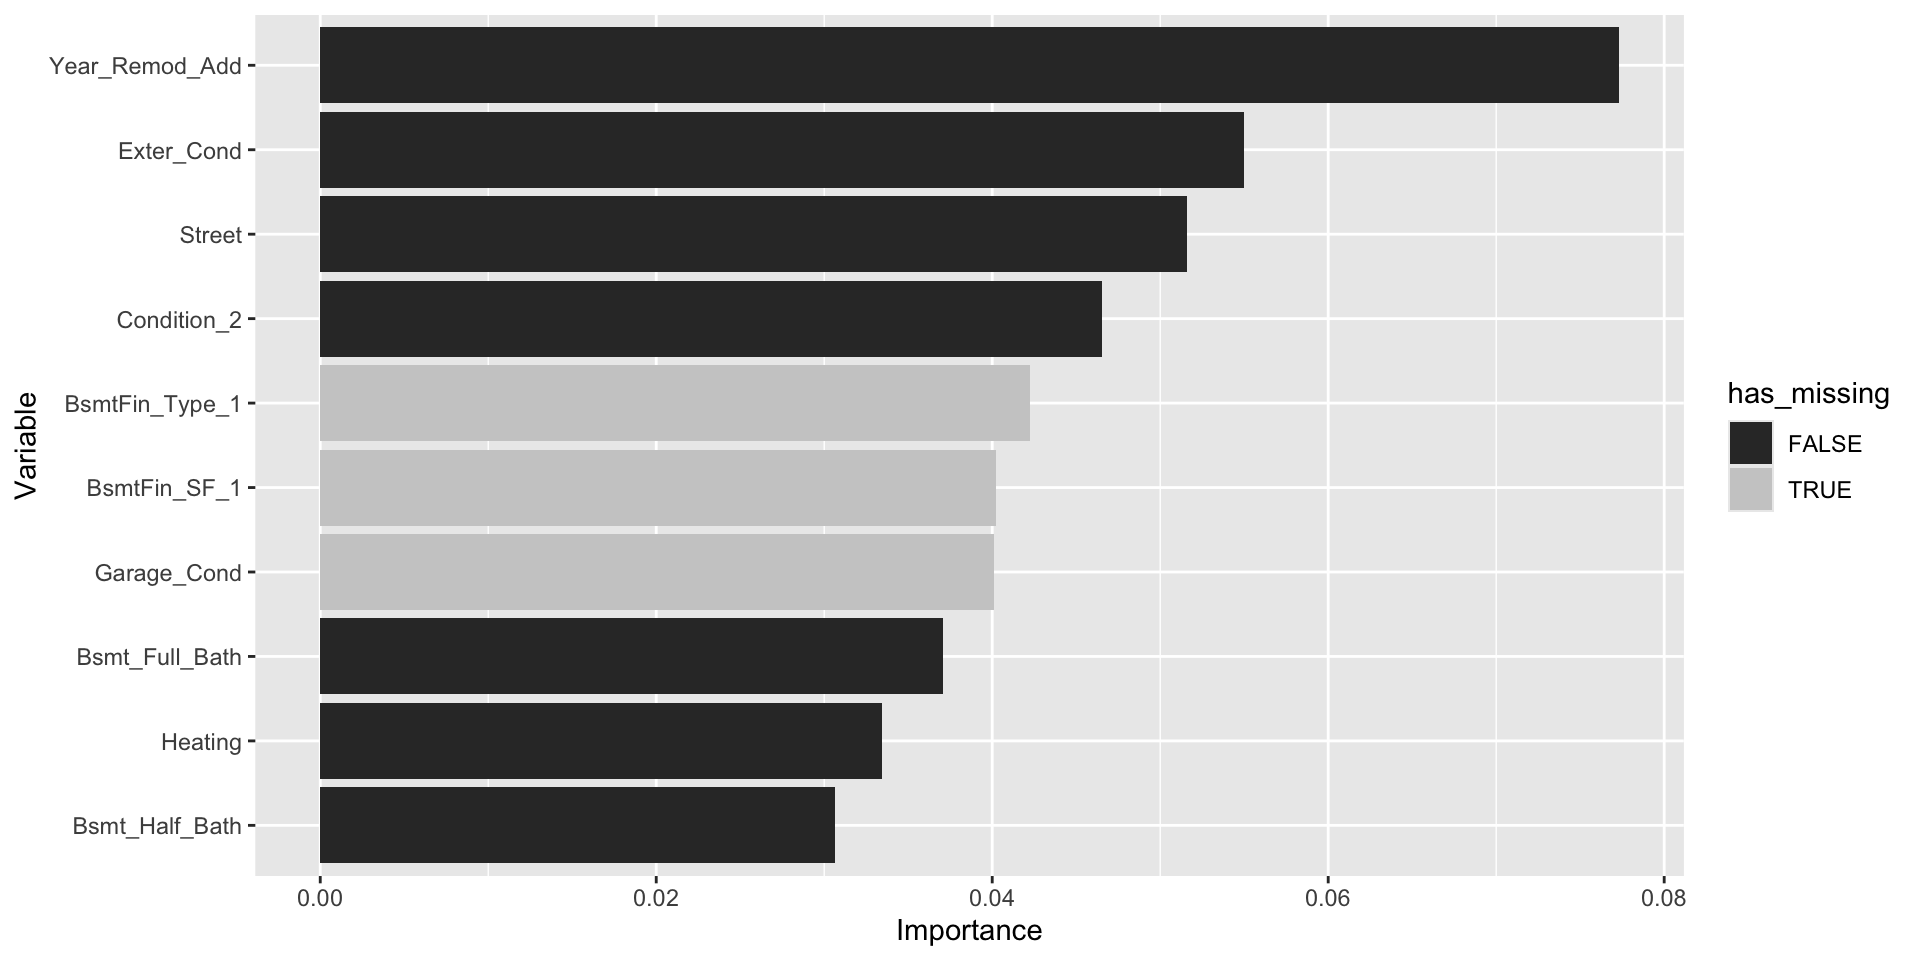 Year_Remod_Add
Exter_Cond
Street
Condition_2
BsmtFin_Type_1
BsmtFin_SF_1
Garage_Cond
Bsmt_Full_Bath
Heating
Bsmt_Half_Bath
Variable
0.00 0.02 0.04 0.06 0.08
Importance
has_missing
FALSE
TRUE